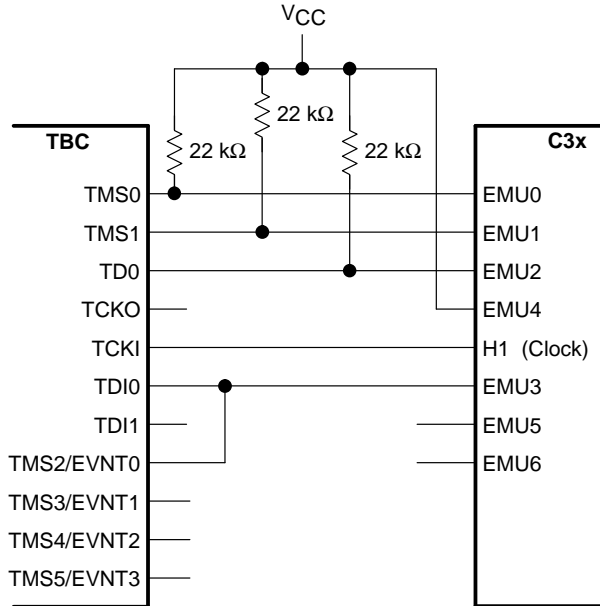 VCC
22 kΩ
22 kΩ
22 kΩ
TBC
C3x
TMS0
EMU0
TMS1
EMU1
TD0
EMU2
TCKO
EMU4
TCKI
H1 (Clock)
TDI0
EMU3
TDI1
EMU5
TMS2/EVNT0
EMU6
TMS3/EVNT1
TMS4/EVNT2
TMS5/EVNT3